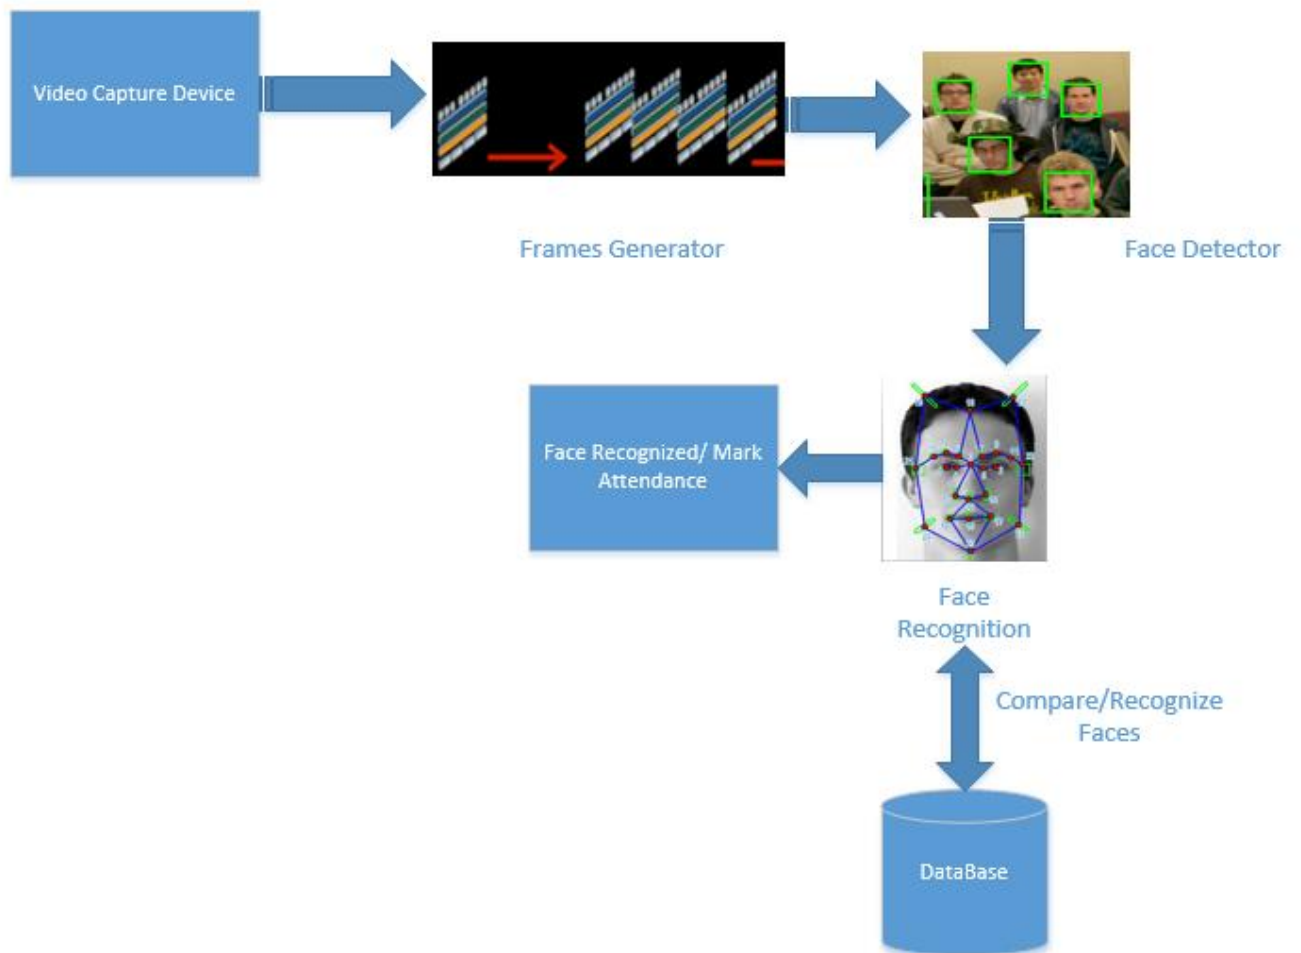 Video Capture Device
Frames Generator
Face Detector
Face Recognized/ Mark
Attendance
Face
Recognition
Compare/Recognize
Faces
DataBase